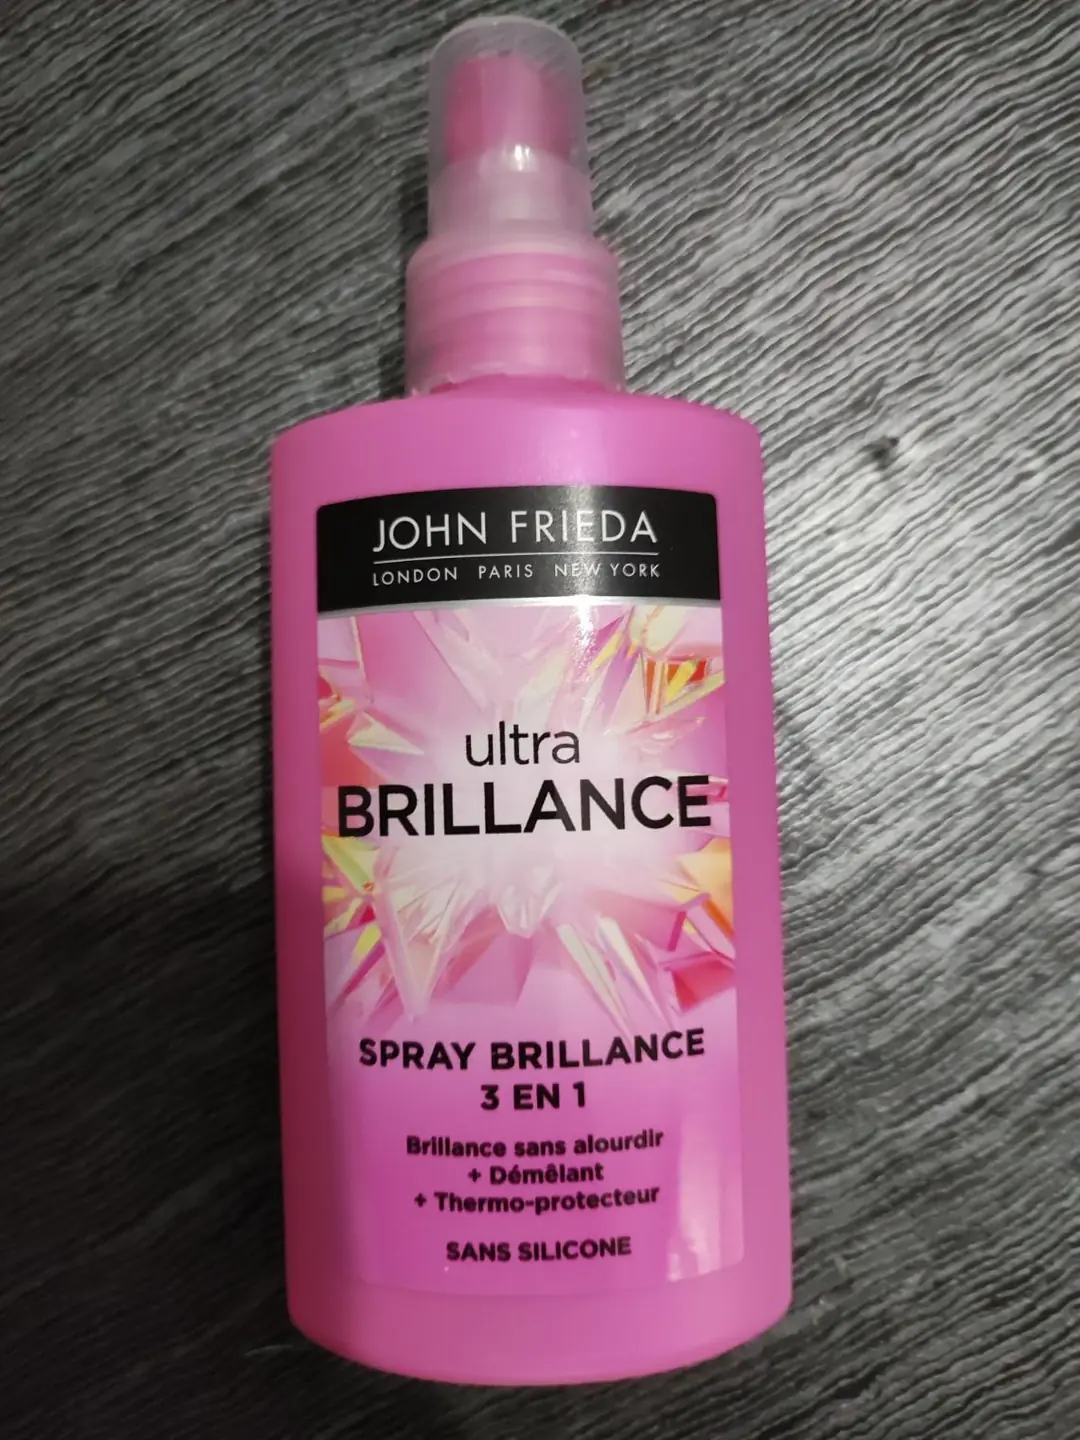 JOHN FRIEDA
LONDON PARIS NEW YORK
ultra
BRILLANCE
SPRAY BRILLANCE
3 EN 1
Brillance sans alourdir
+ Démêlant
+ Thermo-protecteur
SANS SILICONE